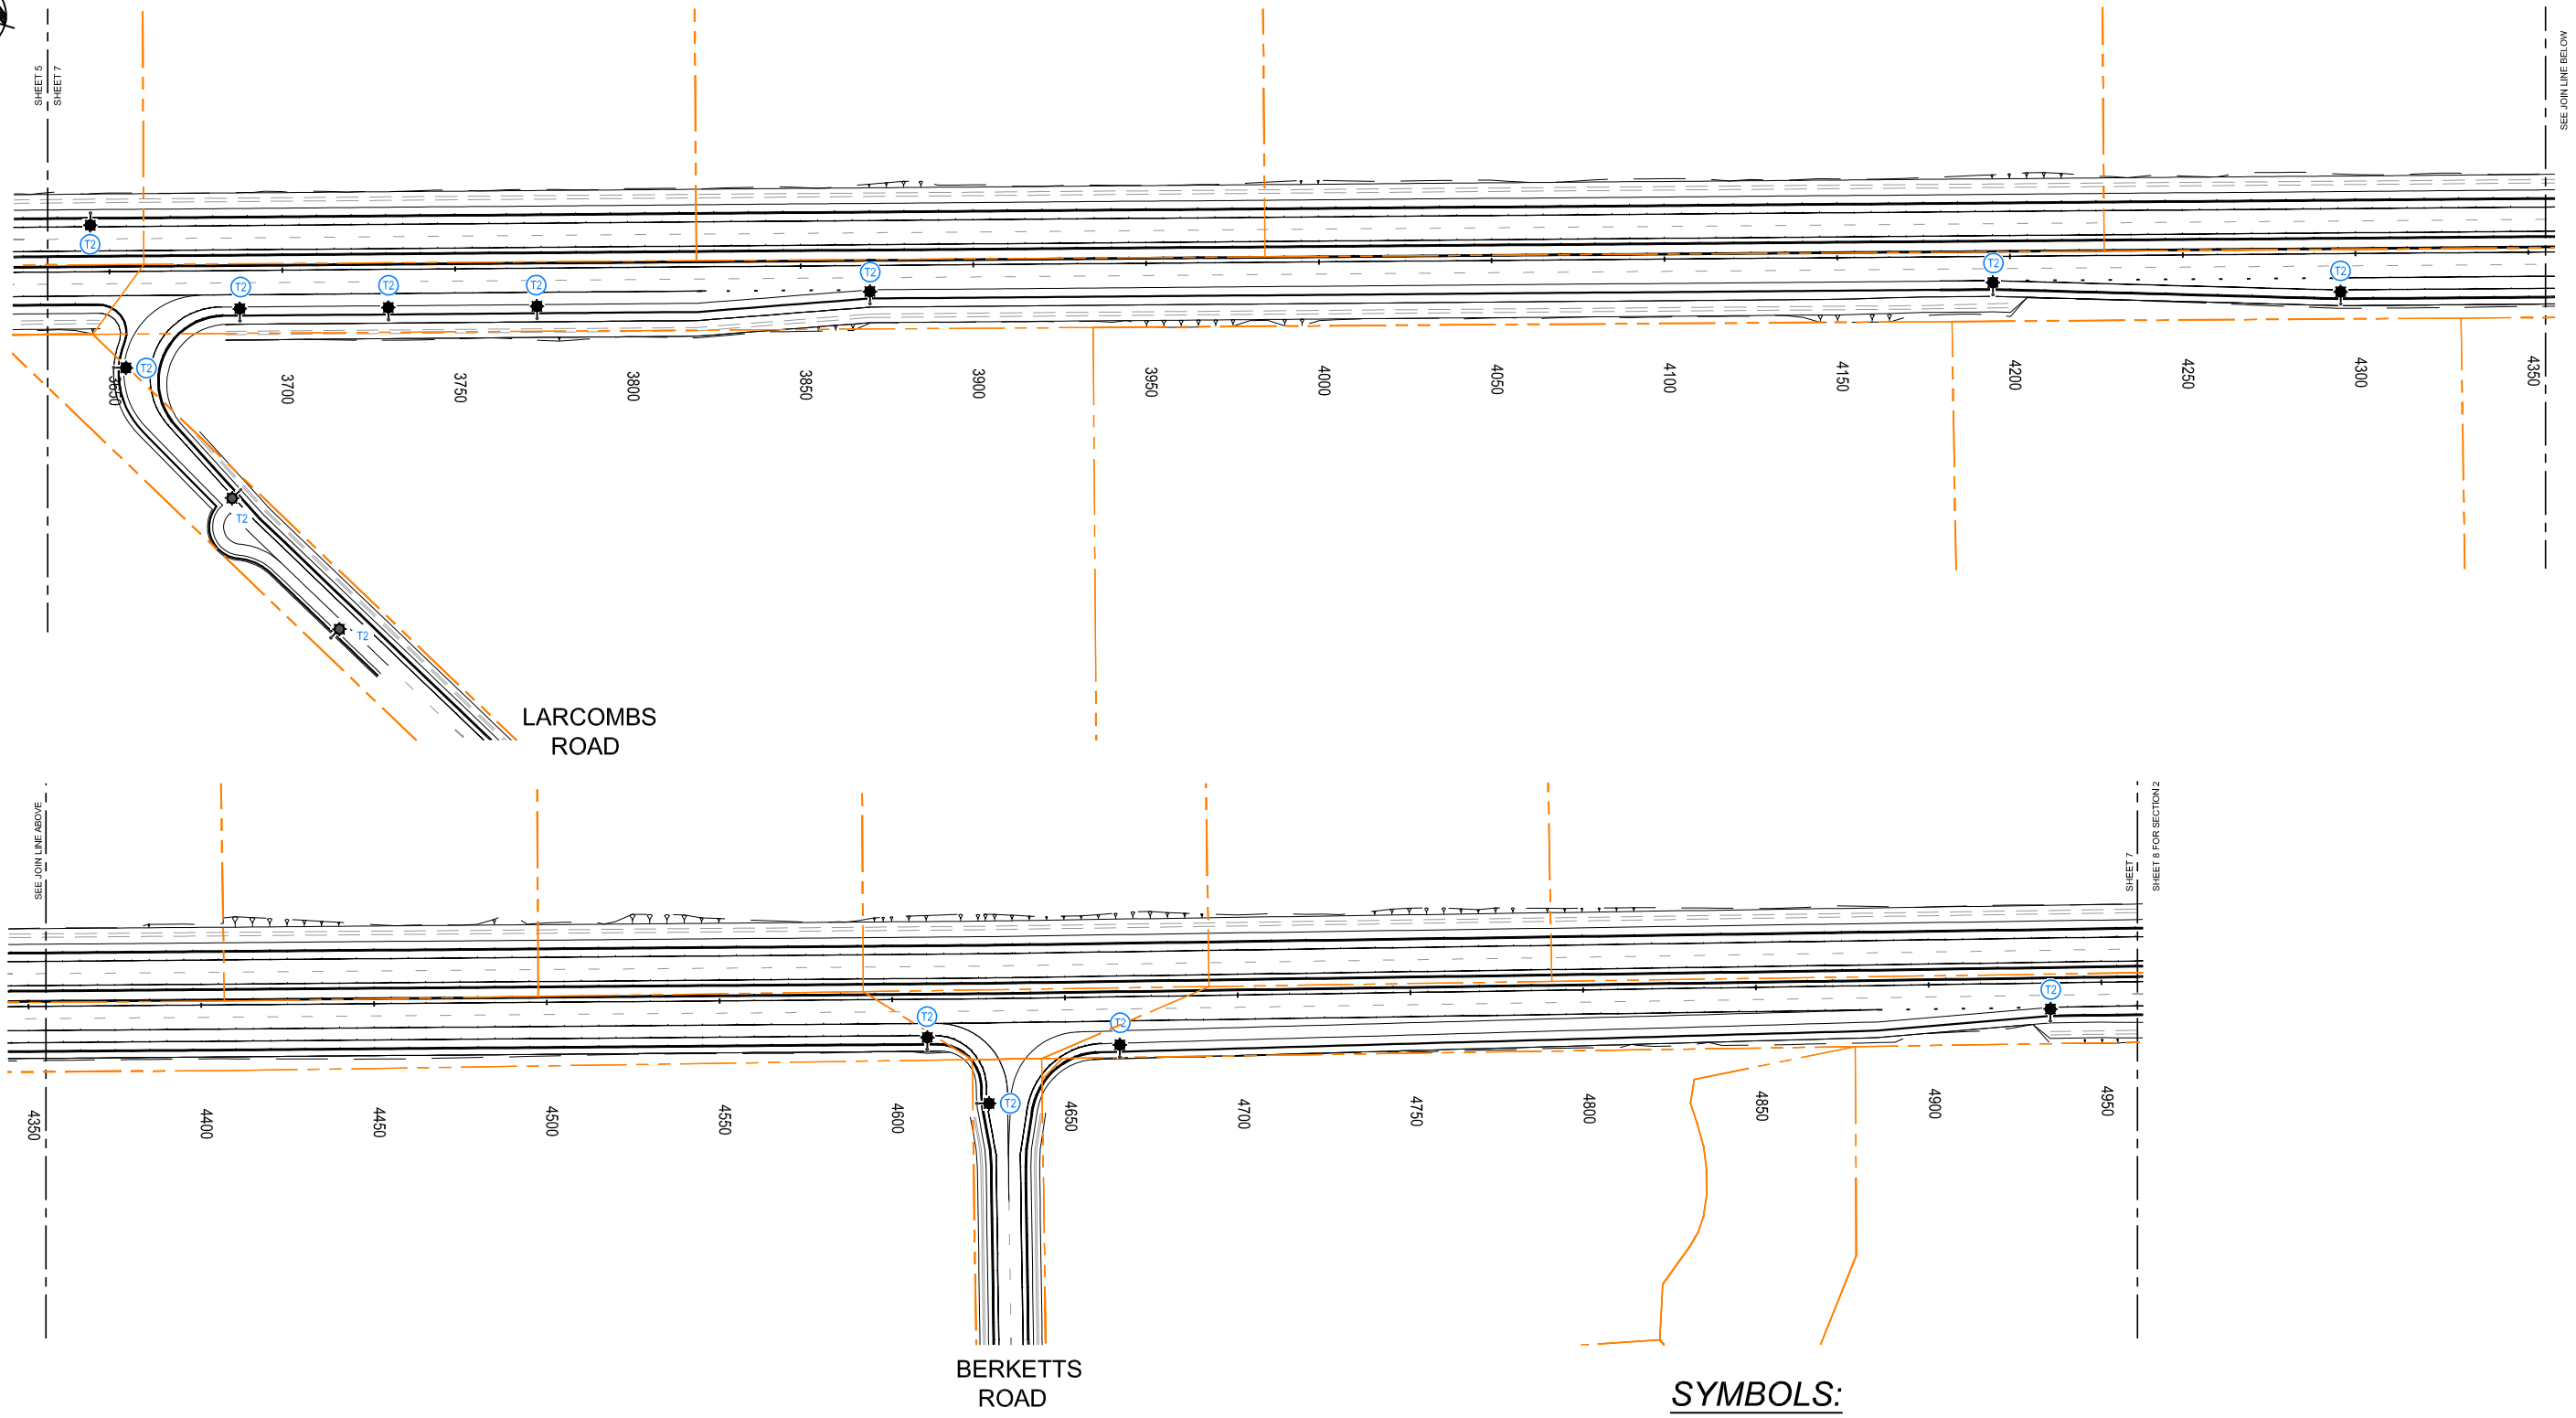 SHEET 5
SHEET 7
SEE JOIN LINE BELOW
T2
T2
T2
T2
T2
T2
T2
T2
3650
3700
3750
3800
3850
3900
3950
4000
4050
4100
4150
4200
4250
4300
4350
T2
T2
LARCOMBS
ROAD
SEE JOIN LINE ABOVE
SHEET 7
SHEET 8 FOR SECTION 2
T2
T2
T2
T2
4350
4400
4450
4500
4550
4600
4650
4700
4750
4800
4850
4900
4950
BERKETTS
ROAD
SYMBOLS: